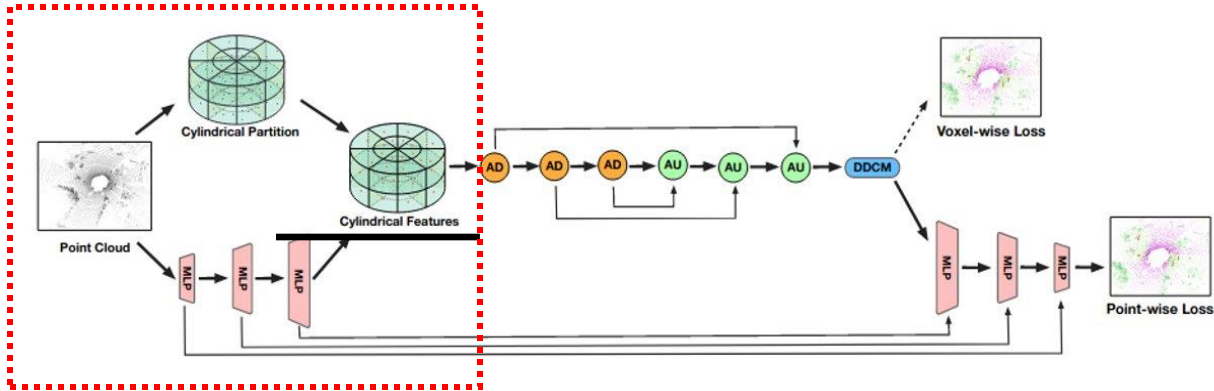 Cylindrical Partition
Cylindrical Features
Point Cloud
MLP
MLP
MLP
AD
AD
AD
AU
AU
AU
DDCM
Voxel-wise Loss
MLP
MLP
MLP
Point-wise Loss